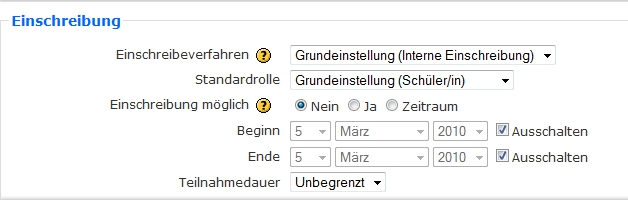 Einschreibung
Einschreibeverfahren ? Grundeinstellung (Interne Einschreibung)
Standardrolle Grundeinstellung (Schüler/in)
Einschreibung möglich ? Nein Ja Zeitraum
Beginn 5 März 2010 Ausschalten
Ende 5 März 2010 Ausschalten
Teilnahmedauer Unbegrenzt